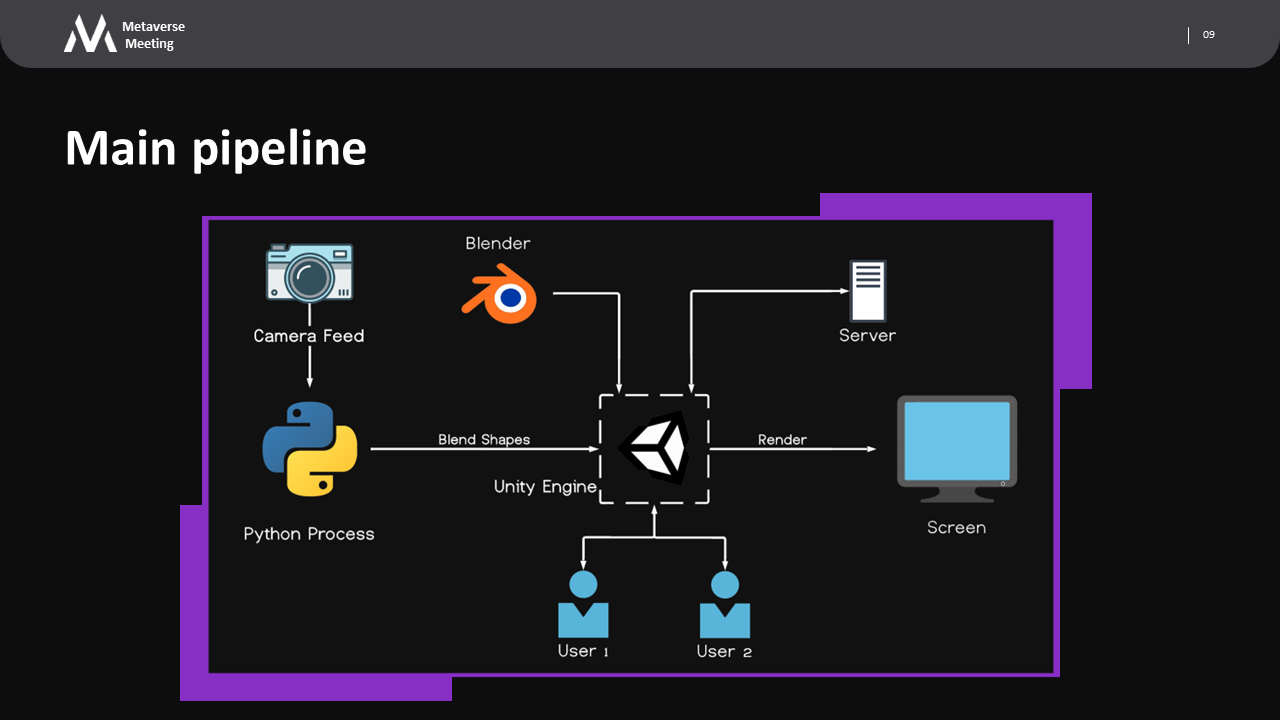 Metaverse
Meeting
09
Main pipeline
Blender
Camera Feed
Server
Blend Shapes
Render
Unity Engine
Python Process
Screen
User 1
User 2